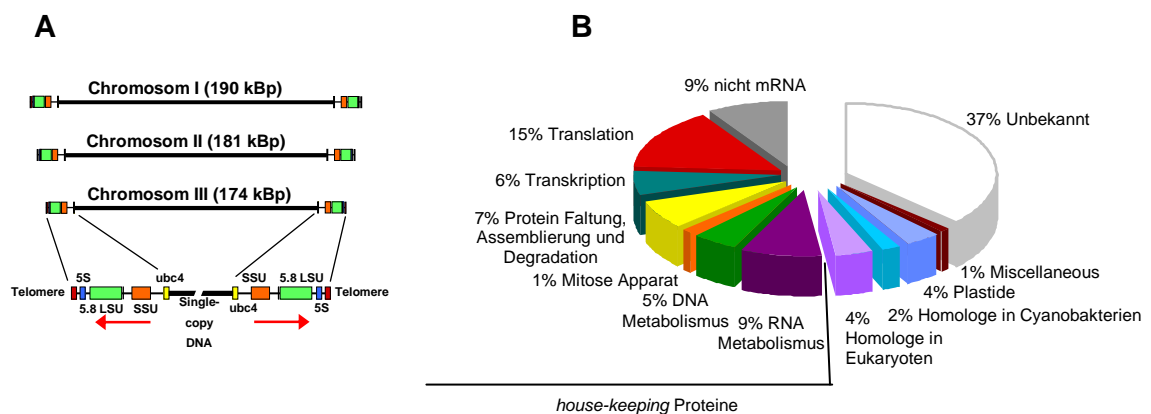 A
Chromosom I (190 kBp)
Chromosom II (181 kBp)
Chromosom III (174 kBp)
5S
ubc4
SSU
5.8 LSU
Telomere
Telomere
5.8 LSU
SSU
Single-
copy
DNA
ubc4
5S
B
9% nicht mRNA
37% Unbekannt
15% Translation
6% Transkription
7% Protein Faltung,
Assemblierung und
Degradation
1% Mitose Apparat
5% DNA
Metabolismus
9% RNA
Metabolismus
4%
Homologe in
Eukaryoten
2% Homologe in Cyanobakterien
4% Plastide
1% Miscellaneous
house-keeping Proteine